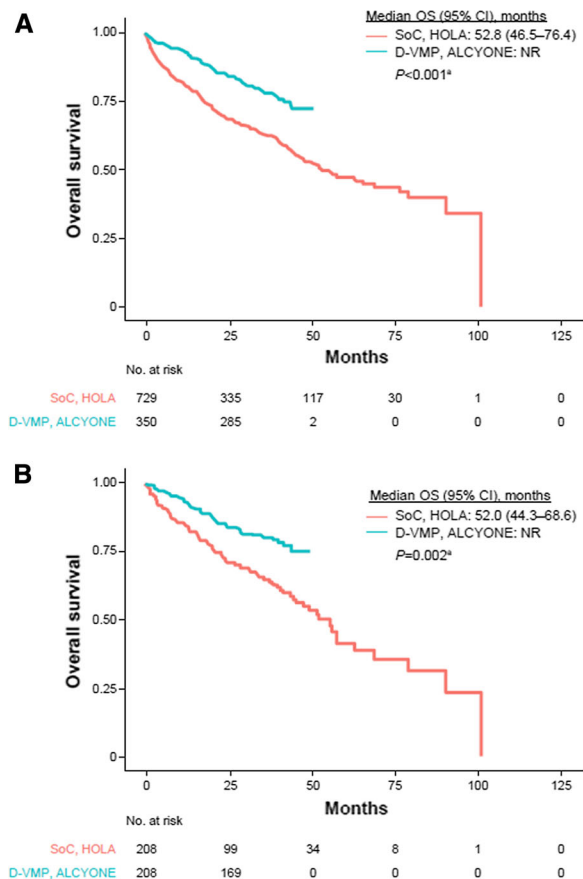 A
Median OS (95% CI), months
SoC, HOLA: 52.8 (46.5–76.4)
D-VMP, ALCYONE: NR
P<0.001ᵃ
1.00
0.75
0.50
0.25
0
Overall survival
0 25 50 75 100 125
Months
No. at risk
SoC, HOLA 729 335 117 30 1 0
D-VMP, ALCYONE 350 285 2 0 0 0
B
Median OS (95% CI), months
SoC, HOLA: 52.0 (44.3–68.6)
D-VMP, ALCYONE: NR
P=0.002ᵃ
1.00
0.75
0.50
0.25
0
Overall survival
0 25 50 75 100 125
Months
No. at risk
SoC, HOLA 208 99 34 8 1 0
D-VMP, ALCYONE 208 169 0 0 0 0